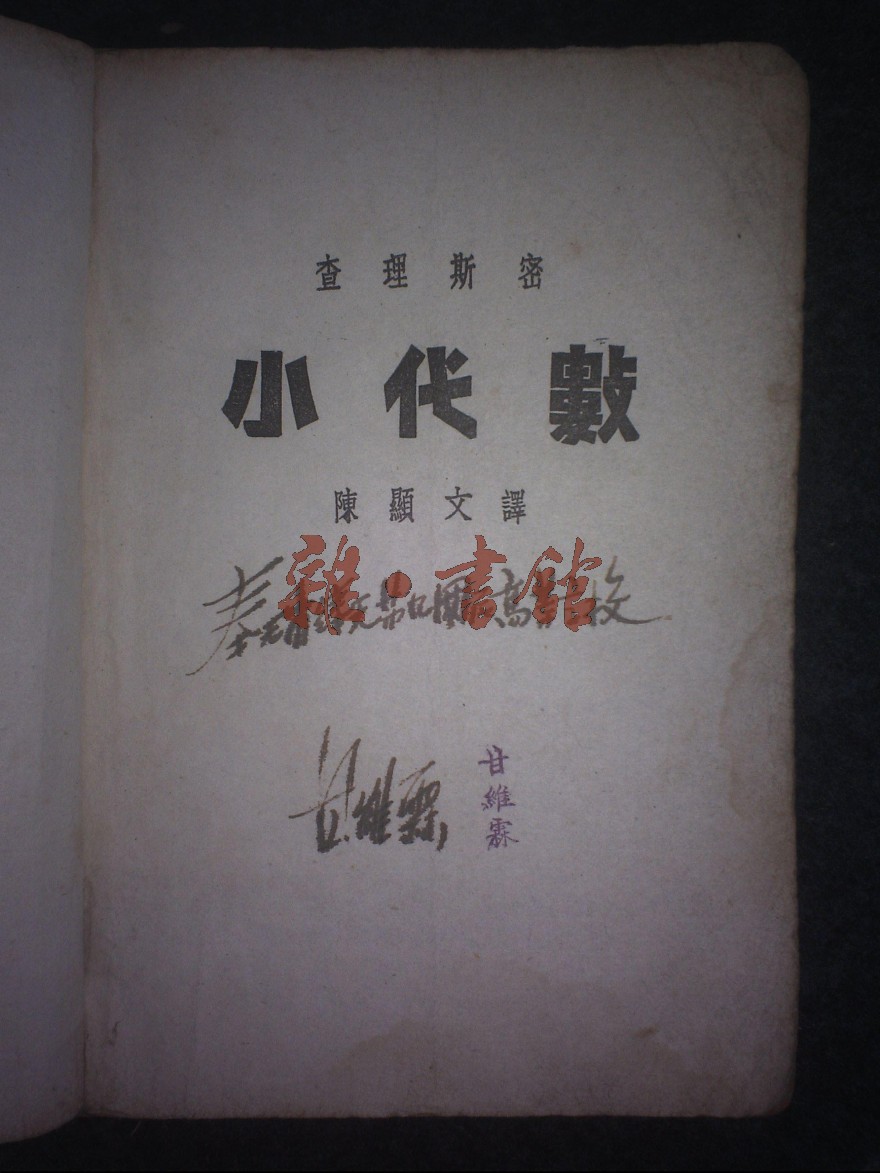 查理斯密
小代數
陳顯文譯
雜·書館
甘維霖
甘維霖